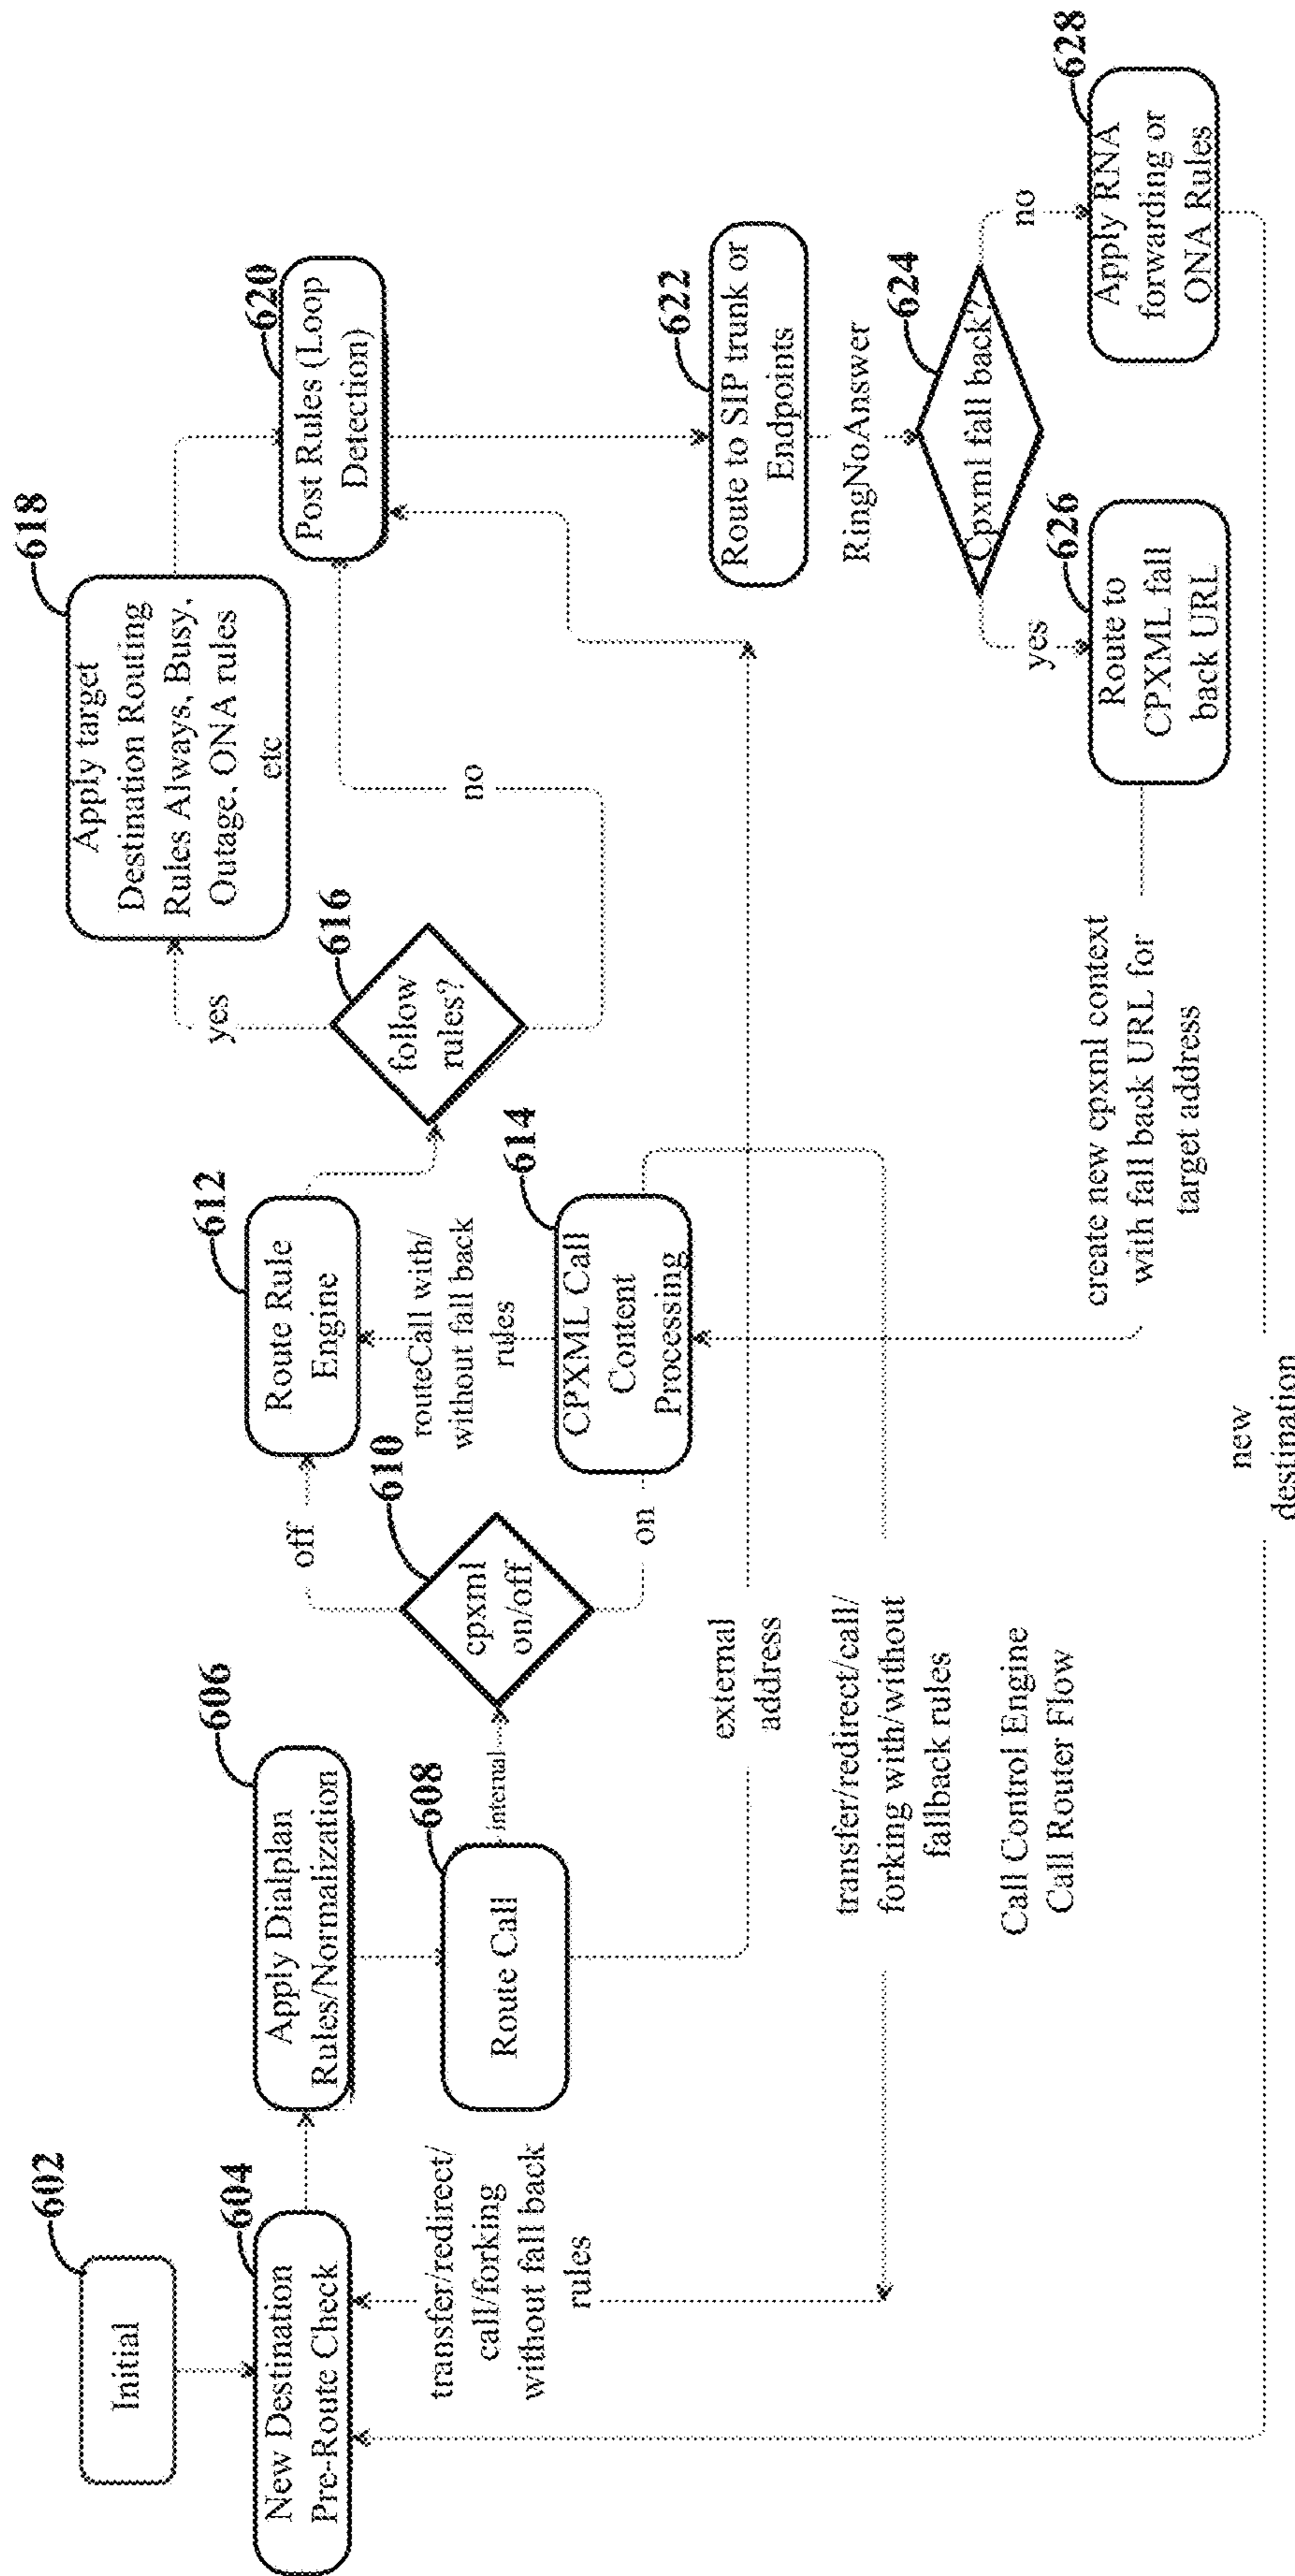 602
Initial
604
New Destination
Pre-Route Check
606
Apply Dialplan
Rules/Normalization
transfer/redirect/
call/forking
without fall back
rules
608
Route Call
internal
external
address
610
cpxml
on/off
off
on
612
Route Rule
Engine
routeCall with/
without fall back
rules
614
CPXML Call
Content
Processing
transfer/redirect/call/
forking with/without
fallback rules
616
follow
rules?
yes
no
618
Apply target
Destination Routing
Rules Always, Busy,
Outage, ONA rules
etc
620
Post Rules (Loop
Detection)
622
Route to SIP trunk or
Endpoints
RingNoAnswer
624
Cpxml fall back?
yes
no
626
Route to
CPXML fall
back URL
628
Apply RNA
forwarding or
ONA Rules
create new cpxml context
with fall back URL for
target address
new
destination
Call Control Engine
Call Router Flow